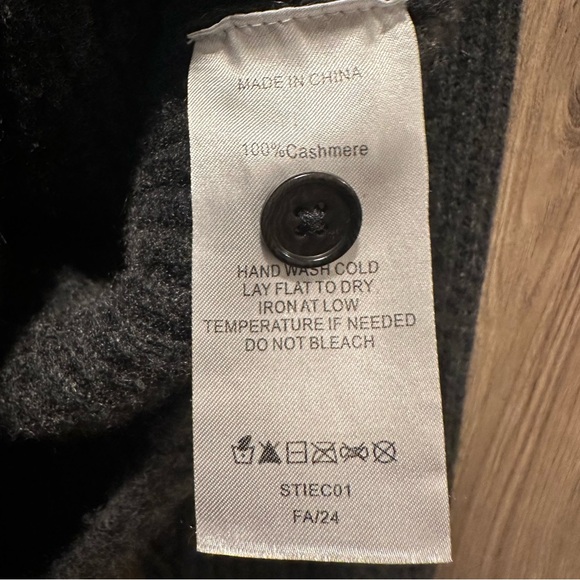 MADE IN CHINA
100%Cashmere
HAND WASH COLD
LAY FLAT TO DRY
IRON AT LOW
TEMPERATURE IF NEEDED
DO NOT BLEACH
STIEC01
FA/24